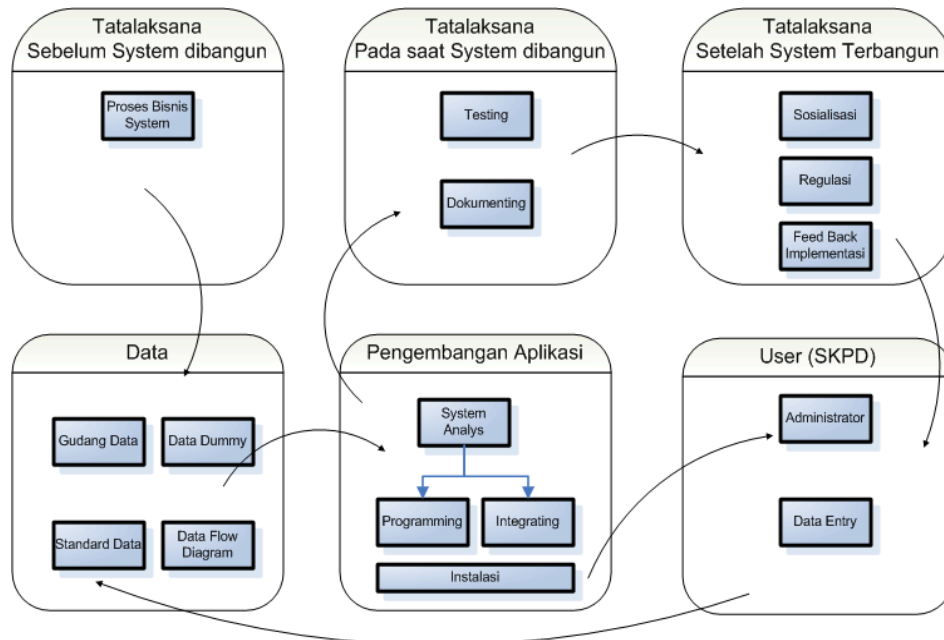 Tatalaksana
Sebelum System dibangun
Proses Bisnis
System
Tatalaksana
Pada saat System dibangun
Testing
Dokumenting
Tatalaksana
Setelah System Terbangun
Sosialisasi
Regulasi
Feed Back
Implementasi
Data
Gudang Data
Data Dummy
Standard Data
Data Flow
Diagram
Pengembangan Aplikasi
System
Analys
Programming
Integrating
Instalasi
User (SKPD)
Administrator
Data Entry